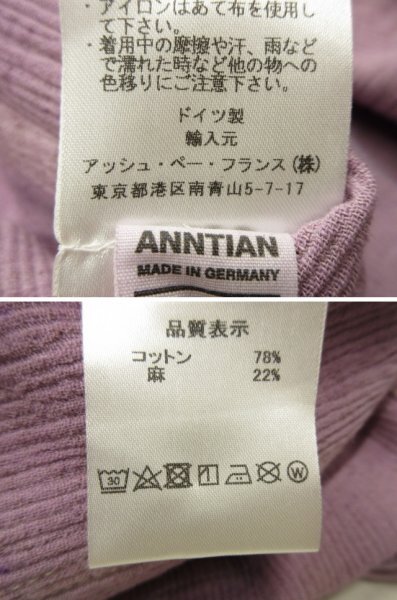 ・アイロンはあて布を使用し
て下さい。
・着用中の摩擦や汗、雨など
で濡れた時など他の物への
色移りにご注意下さい。
ドイツ製
輸入元
アッシュ・ペー・フランス(株)
東京都港区南青山5-7-17
ANNTIAN
MADE IN GERMANY
品質表示
コットン 78%
麻 22%
30
W